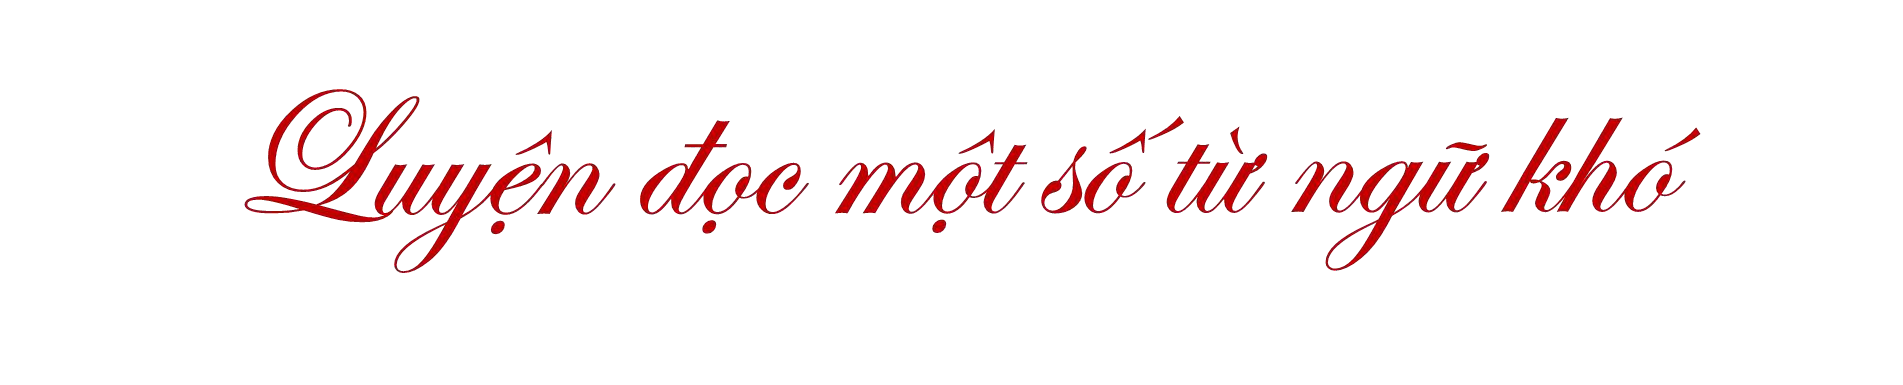 Luyện đọc một số từ ngữ khó